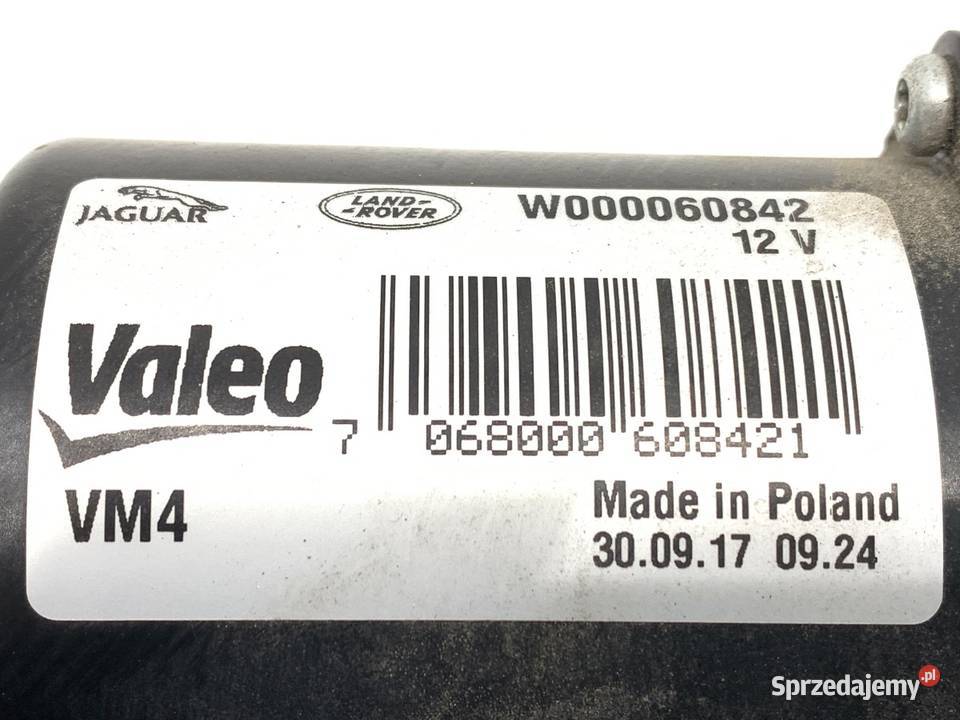 JAGUAR LAND-ROVER W000060842
12 V
Valeo
7 068000 608421
VM4
Made in Poland
30.09.17 09.24
Sprzedajemy.pl